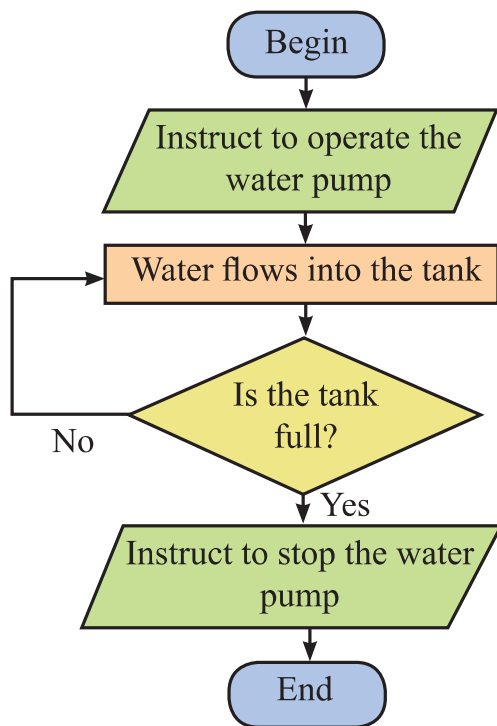 Begin
Instruct to operate the
water pump
Water flows into the tank
Is the tank
full?
No
Yes
Instruct to stop the water
pump
End